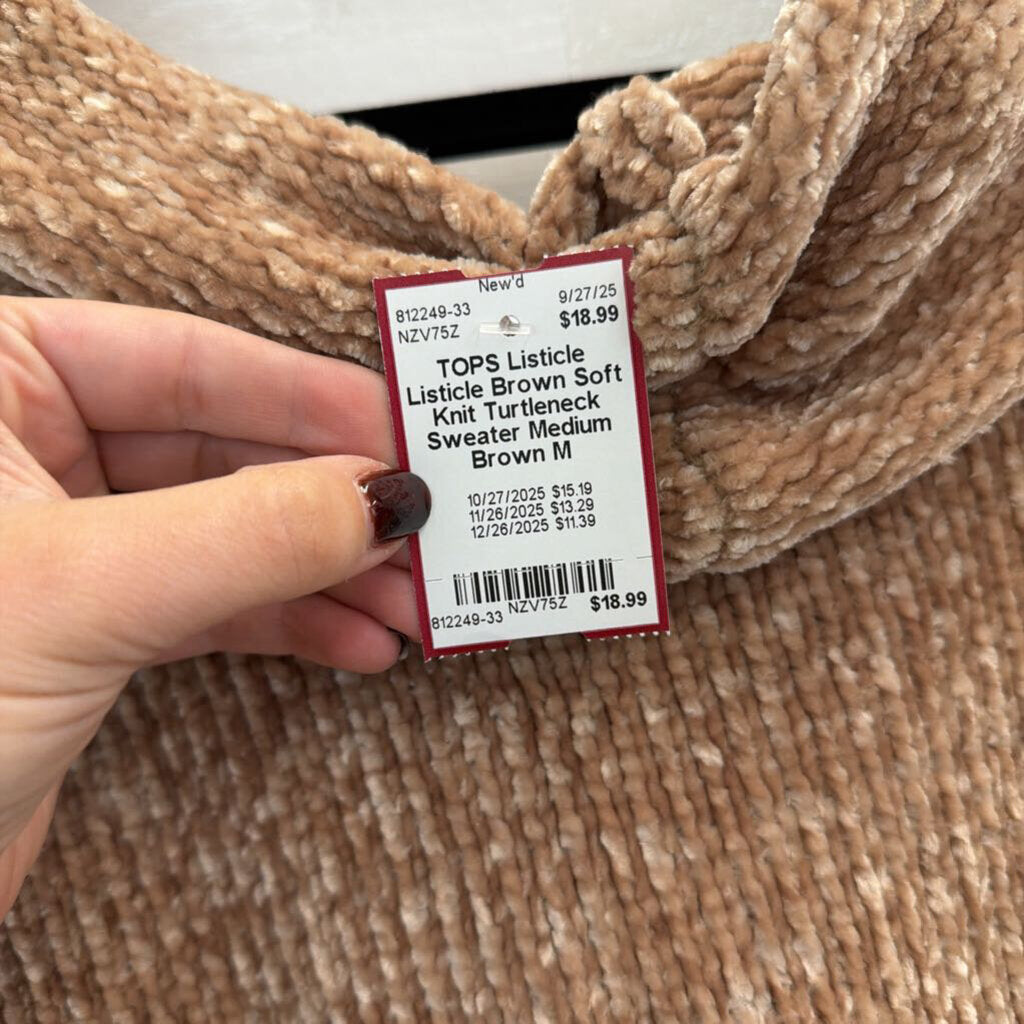 New'd
812249-33 9/27/25
NZV75Z $18.99
TOPS Listicle
Listicle Brown Soft
Knit Turtleneck
Sweater Medium
Brown M
10/27/2025 $15.19
11/26/2025 $13.29
12/26/2025 $11.39
812249-33 NZV75Z $18.99